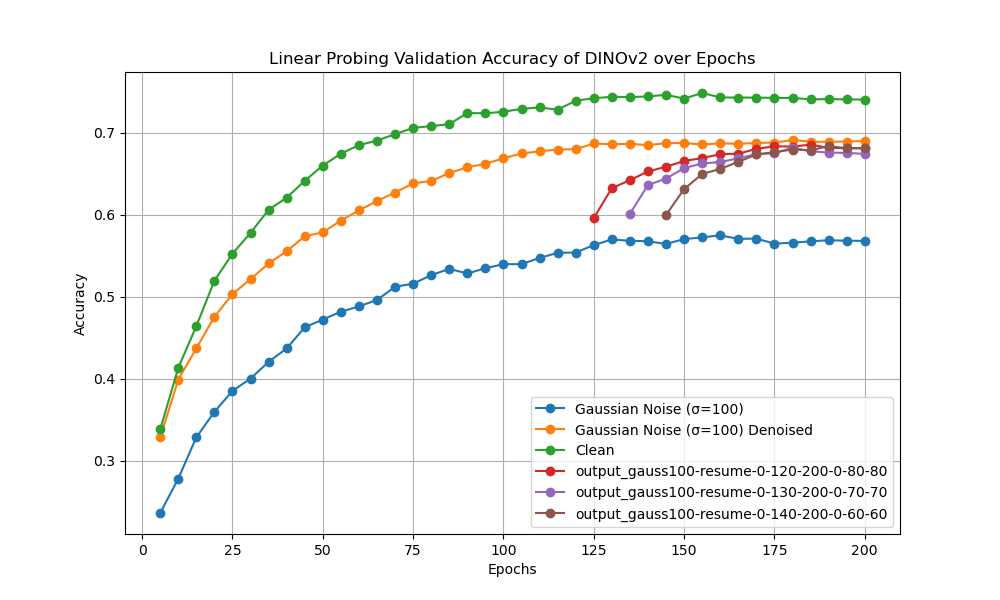 Linear Probing Validation Accuracy of DINOv2 over Epochs
Accuracy
0.7
0.6
0.5
0.4
0.3
0 25 50 75 100 125 150 175 200
Epochs
Gaussian Noise (σ=100)
Gaussian Noise (σ=100) Denoised
Clean
output_gauss100-resume-0-120-200-0-80-80
output_gauss100-resume-0-130-200-0-70-70
output_gauss100-resume-0-140-200-0-60-60